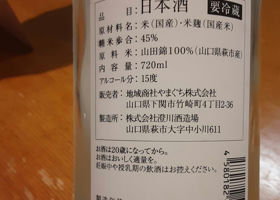 品　　目：日本酒 要冷蔵
原材料名：米（国産）・米麹（国産米）
精米歩合：45%
原 料 米：山田錦100%（山口県萩市産）
内 容 量：720ml
アルコール分：15度
販売者：地域商社やまぐち株式会社
山口県下関市竹崎町4丁目2-36
製造所：株式会社澄川酒造場
山口県萩市大字中小川611
お酒は20歳になってから。
お酒はおいしく適量を。
妊娠中や授乳期の飲酒はお控えください。